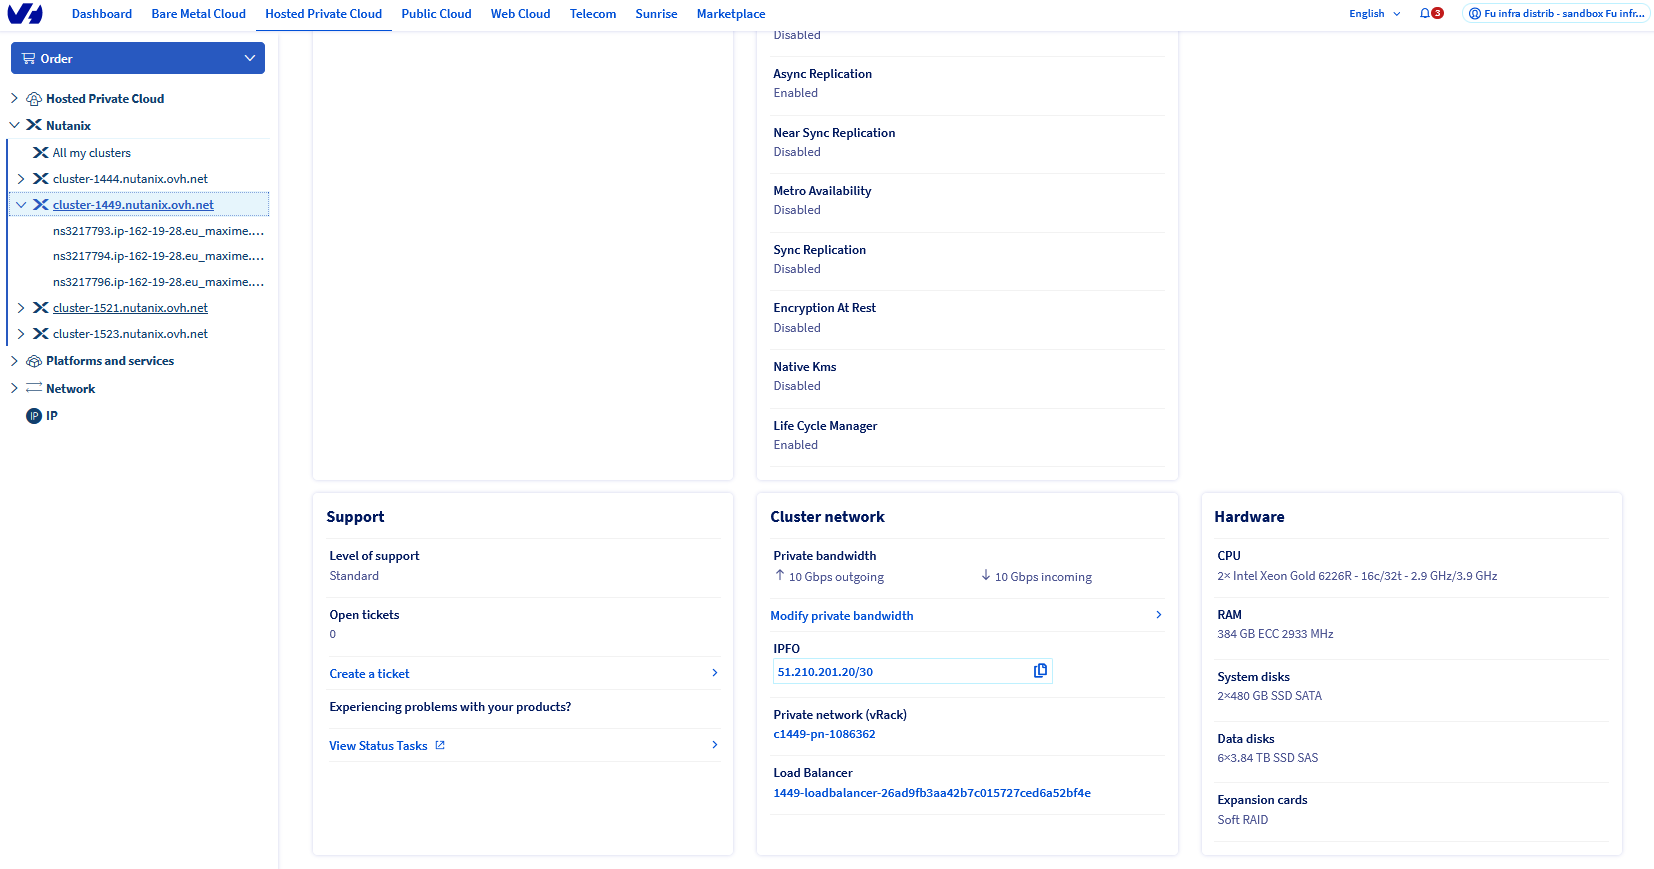 Dashboard
Bare Metal Cloud
Hosted Private Cloud
Public Cloud
Web Cloud
Telecom
Sunrise
Marketplace
English
3
Fu infra distrib - sandbox Fu infr...
Order
Hosted Private Cloud
Nutanix
All my clusters
cluster-1444.nutanix.ovh.net
cluster-1449.nutanix.ovh.net
ns3217793.ip-162-19-28.eu_maxime....
ns3217794.ip-162-19-28.eu_maxime....
ns3217796.ip-162-19-28.eu_maxime....
cluster-1521.nutanix.ovh.net
cluster-1523.nutanix.ovh.net
Platforms and services
Network
IP IP
Disabled
Async Replication
Enabled
Near Sync Replication
Disabled
Metro Availability
Disabled
Sync Replication
Disabled
Encryption At Rest
Disabled
Native Kms
Disabled
Life Cycle Manager
Enabled
Support
Level of support
Standard
Open tickets
0
Create a ticket
Experiencing problems with your products?
View Status Tasks
Cluster network
Private bandwidth
10 Gbps outgoing
10 Gbps incoming
Modify private bandwidth
IPFO
51.210.201.20/30
Private network (vRack)
c1449-pn-1086362
Load Balancer
1449-loadbalancer-26ad9fb3aa42b7c015727ced6a52bf4e
Hardware
CPU
2× Intel Xeon Gold 6226R - 16c/32t - 2.9 GHz/3.9 GHz
RAM
384 GB ECC 2933 MHz
System disks
2×480 GB SSD SATA
Data disks
6×3.84 TB SSD SAS
Expansion cards
Soft RAID